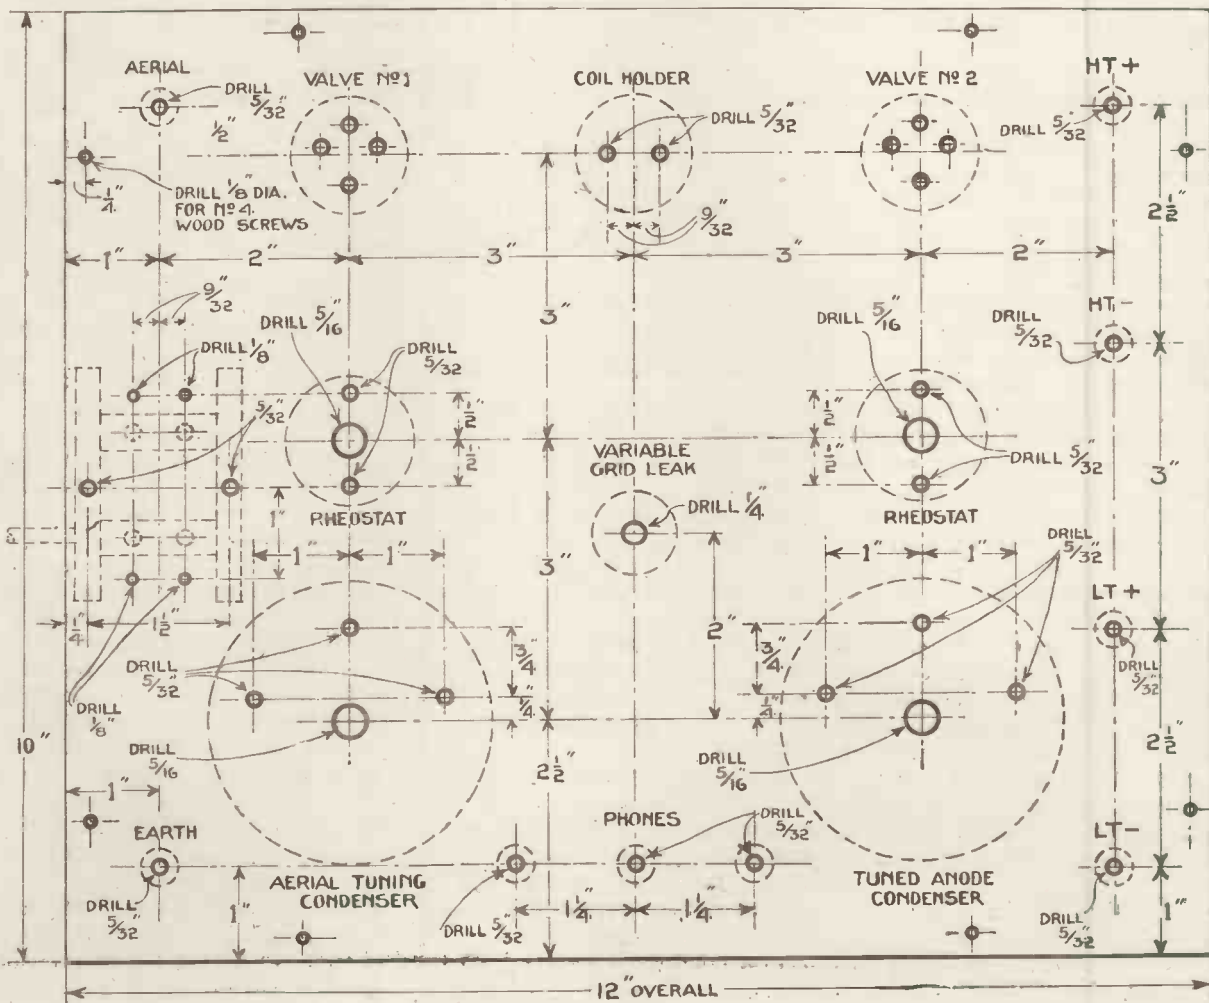 AERIAL
DRILL
5/32"
1/2"
VALVE Nº1
COIL HOLDER
DRILL 5/32"
VALVE Nº2
HT+
DRILL 5/32"
1/4"
DRILL 1/8" DIA.
FOR Nº4.
WOOD SCREWS
9/32"
2 1/2"
1"
2"
3"
3"
2"
9/32"
3"
HT-
DRILL
5/32"
DRILL 5/16"
DRILL 1/8"
DRILL
5/32"
DRILL
5/16"
5/32"
1/2"
1/2"
1/2"
1/2"
VARIABLE
GRID LEAK
DRILL 5/32"
3"
DRILL 1/4"
RHEOSTAT
RHEOSTAT
1"
1"
1"
3"
1"
1"
DRILL
5/32"
1/4"
1 1/2"
LT+
2"
3/4"
1/4"
3/4"
1/4"
DRILL
5/32"
DRILL
5/32"
DRILL
1/8"
10"
DRILL
5/16"
2 1/2"
DRILL
5/16"
2 1/2"
1"
EARTH
PHONES
DRILL
5/32"
LT-
DRILL
5/32"
1"
AERIAL TUNING
CONDENSER
DRILL 5/32"
1 1/4"
1 1/4"
TUNED ANODE
CONDENSER
DRILL
5/32"
1"
12" OVERALL